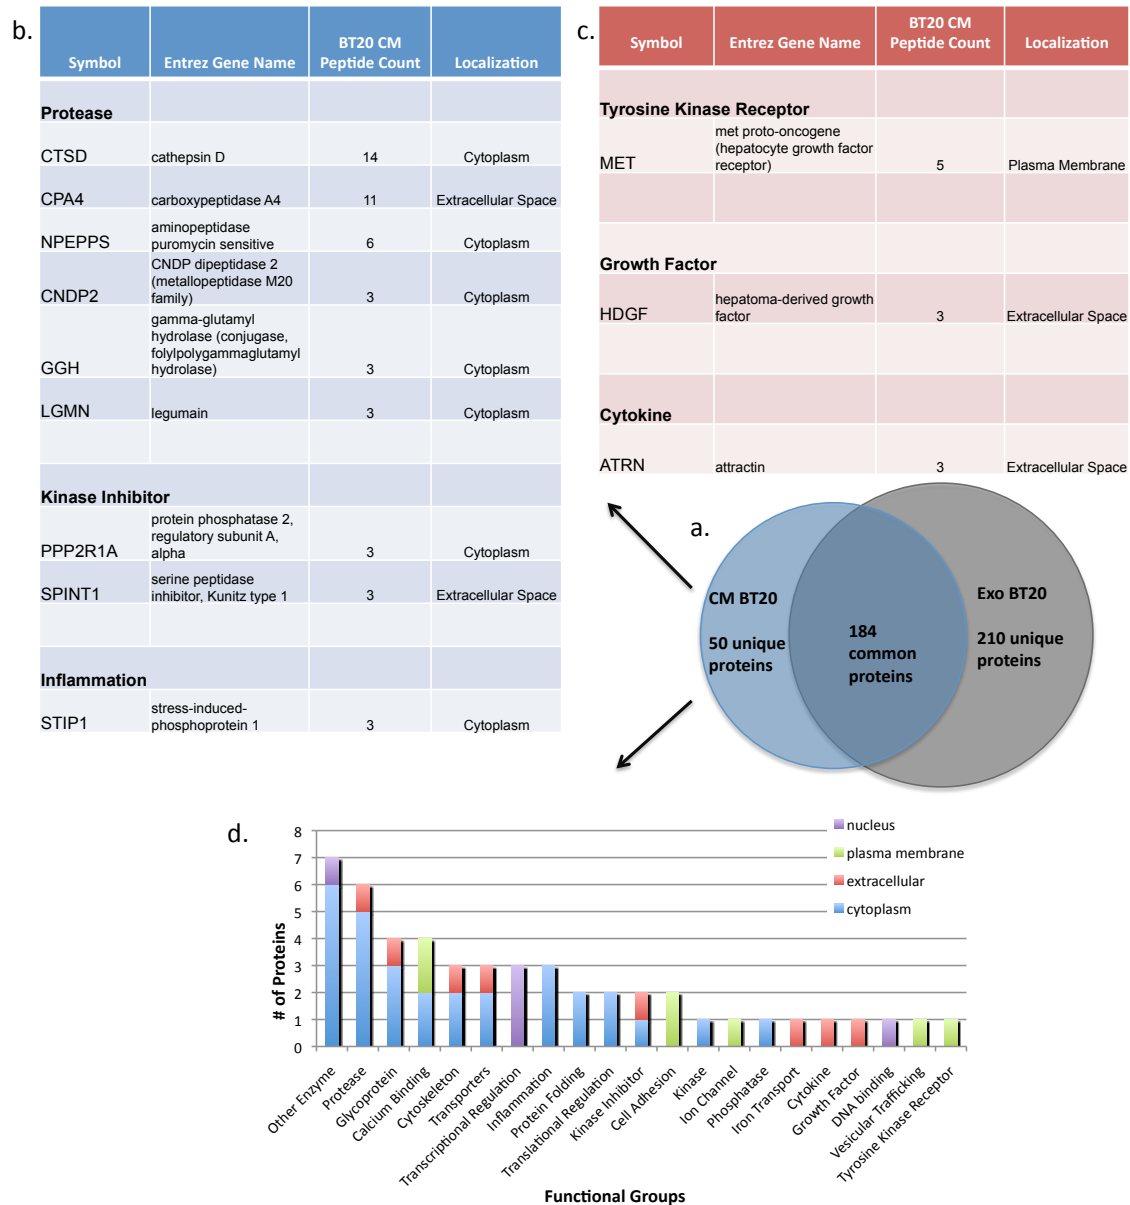 b.
Symbol
Entrez Gene Name
BT20 CM
Peptide Count
Localization
Protease
CTSD
cathepsin D
14
Cytoplasm
CPA4
carboxypeptidase A4
11
Extracellular Space
NPEPPS
aminopeptidase
puromycin sensitive
6
Cytoplasm
CNDP2
CNDP dipeptidase 2
(metallopeptidase M20
family)
3
Cytoplasm
GGH
gamma-glutamyl
hydrolase (conjugase,
folylpolygammaglutamyl
hydrolase)
3
Cytoplasm
LGMN
legumain
3
Cytoplasm
Kinase Inhibitor
PPP2R1A
protein phosphatase 2,
regulatory subunit A,
alpha
3
Cytoplasm
SPINT1
serine peptidase
inhibitor, Kunitz type 1
3
Extracellular Space
Inflammation
STIP1
stress-induced-
phosphoprotein 1
3
Cytoplasm
c.
Symbol
Entrez Gene Name
BT20 CM
Peptide Count
Localization
Tyrosine Kinase Receptor
MET
met proto-oncogene
(hepatocyte growth factor
receptor)
5
Plasma Membrane
Growth Factor
HDGF
hepatoma-derived growth
factor
3
Extracellular Space
Cytokine
ATRN
attractin
3
Extracellular Space
a.
CM BT20
50 unique
proteins
184
common
proteins
Exo BT20
210 unique
proteins
d.
# of Proteins
8
7
6
5
4
3
2
1
0
nucleus
plasma membrane
extracellular
cytoplasm
Other Enzyme
Protease
Glycoprotein
Calcium Binding
Cytoskeleton
Transporters
Transcriptional Regulation
Inflammation
Protein Folding
Translational Regulation
Kinase Inhibitor
Cell Adhesion
Kinase
Ion Channel
Phosphatase
Iron Transport
Cytokine
Growth Factor
DNA binding
Vesicular Trafficking
Tyrosine Kinase Receptor
Functional Groups